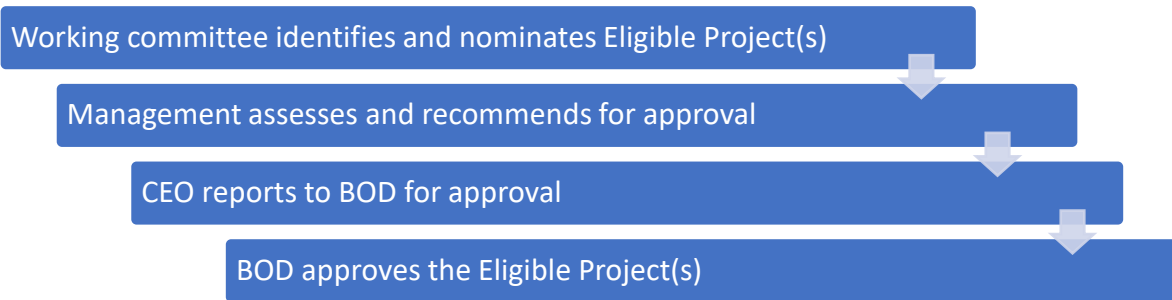 Working committee identifies and nominates Eligible Project(s)
Management assesses and recommends for approval
CEO reports to BOD for approval
BOD approves the Eligible Project(s)